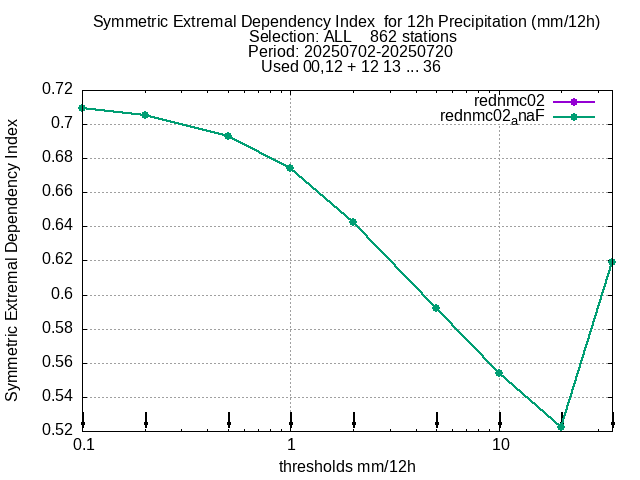 Symmetric Extremal Dependency Index  for 12h Precipitation (mm/12h)
Selection: ALL    862 stations
Period: 20250702-20250720
Used 00,12 + 12 13 ... 36
rednmc02
rednmc02anaF
0.72
0.7
0.68
0.66
0.64
0.62
0.6
0.58
0.56
0.54
0.52
Symmetric Extremal Dependency Index
0.1 1 10
thresholds mm/12h